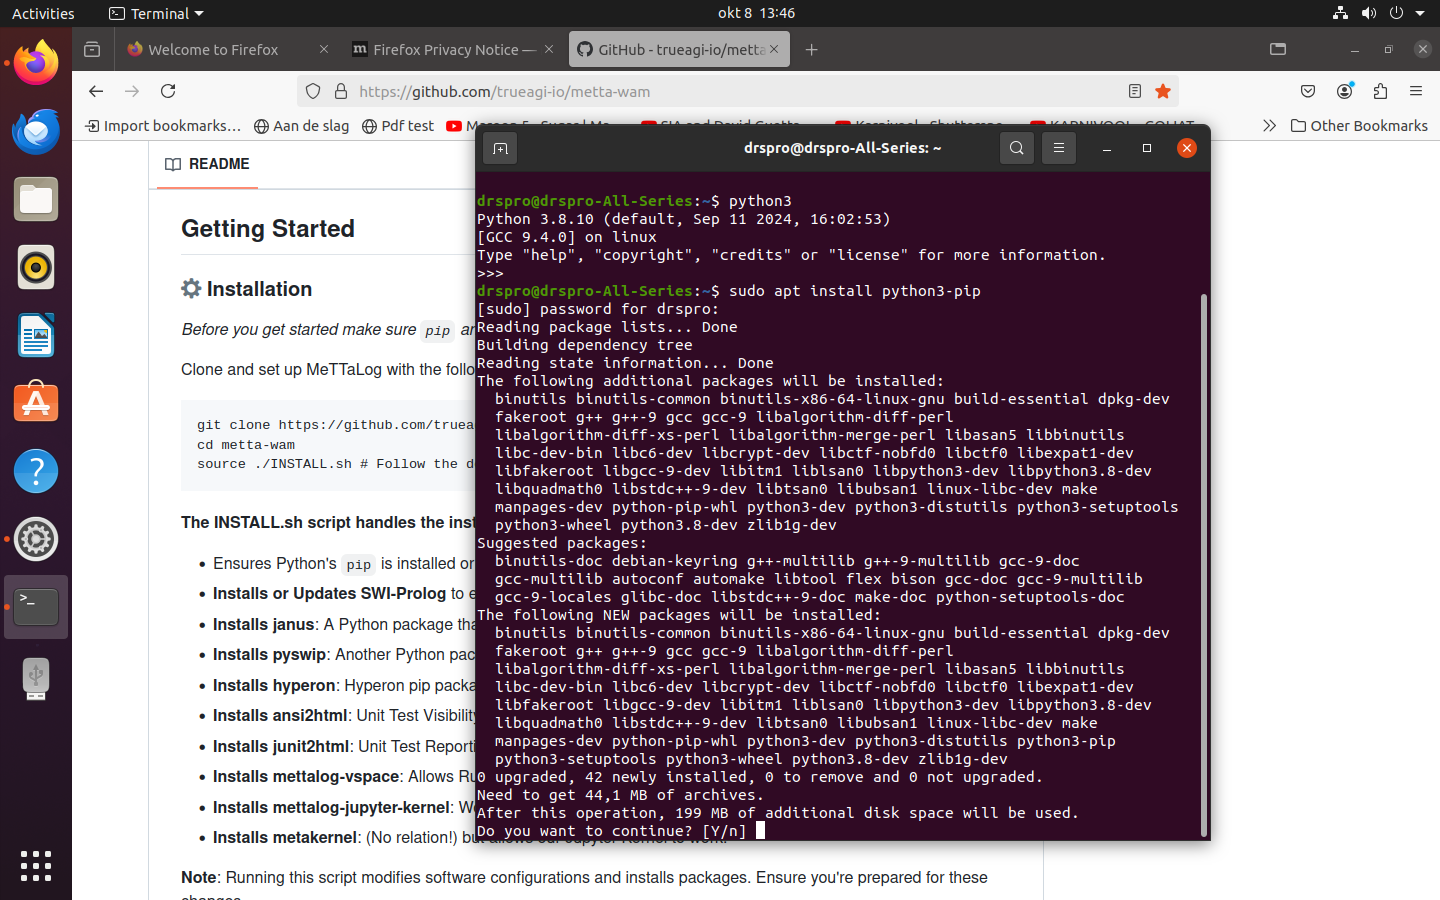 Activities
Terminal
okt 8 13:46
Welcome to Firefox
Firefox Privacy Notice —
GitHub - trueagi-io/metta
https://github.com/trueagi-io/metta-wam
Import bookmarks…
Aan de slag
Pdf test
Other Bookmarks
README
Getting Started
Installation
Before you get started make sure pip
Clone and set up MeTTaLog with the
git clone https://github.com/
cd metta-wam
source ./INSTALL.sh # Follow the
The INSTALL.sh script handles the
Ensures Python's pip is installed or
Installs or Updates SWI-Prolog to
Installs janus: A Python package
Installs pyswip: Another Python
Installs hyperon: Hyperon pip
Installs ansi2html: Unit Test Visibility
Installs junit2html: Unit Test
Installs mettalog-vspace: Allows
Installs mettalog-jupyter-kernel:
Installs metakernel: (No relation!)
Note: Running this script modifies software configurations and installs packages. Ensure you're prepared for these
drspro@drspro-All-Series: ~
drspro@drspro-All-Series:~$ python3
Python 3.8.10 (default, Sep 11 2024, 16:02:53)
[GCC 9.4.0] on linux
Type "help", "copyright", "credits" or "license" for more information.
>>>
drspro@drspro-All-Series:~$ sudo apt install python3-pip
[sudo] password for drspro:
Reading package lists... Done
Building dependency tree
Reading state information... Done
The following additional packages will be installed:
binutils binutils-common binutils-x86-64-linux-gnu build-essential dpkg-dev
fakeroot g++ g++-9 gcc gcc-9 libalgorithm-diff-perl
libalgorithm-diff-xs-perl libalgorithm-merge-perl libasan5 libbinutils
libc-dev-bin libc6-dev libcrypt-dev libctf-nobfd0 libctf0 libexpat1-dev
libfakeroot libgcc-9-dev libitm1 liblsan0 libpython3-dev libpython3.8-dev
libquadmath0 libstdc++-9-dev libtsan0 libubsan1 linux-libc-dev make
manpages-dev python-pip-whl python3-dev python3-distutils python3-setuptools
python3-wheel python3.8-dev zlib1g-dev
Suggested packages:
binutils-doc debian-keyring g++-multilib g++-9-multilib gcc-9-doc
gcc-multilib autoconf automake libtool flex bison gcc-doc gcc-9-multilib
gcc-9-locales glibc-doc libstdc++-9-doc make-doc python-setuptools-doc
The following NEW packages will be installed:
binutils binutils-common binutils-x86-64-linux-gnu build-essential dpkg-dev
fakeroot g++ g++-9 gcc gcc-9 libalgorithm-diff-perl
libalgorithm-diff-xs-perl libalgorithm-merge-perl libasan5 libbinutils
libc-dev-bin libc6-dev libcrypt-dev libctf-nobfd0 libctf0 libexpat1-dev
libfakeroot libgcc-9-dev libitm1 liblsan0 libpython3-dev libpython3.8-dev
libquadmath0 libstdc++-9-dev libtsan0 libubsan1 linux-libc-dev make
manpages-dev python-pip-whl python3-dev python3-distutils python3-pip
python3-setuptools python3-wheel python3.8-dev zlib1g-dev
0 upgraded, 42 newly installed, 0 to remove and 0 not upgraded.
Need to get 44,1 MB of archives.
After this operation, 199 MB of additional disk space will be used.
Do you want to continue? [Y/n]